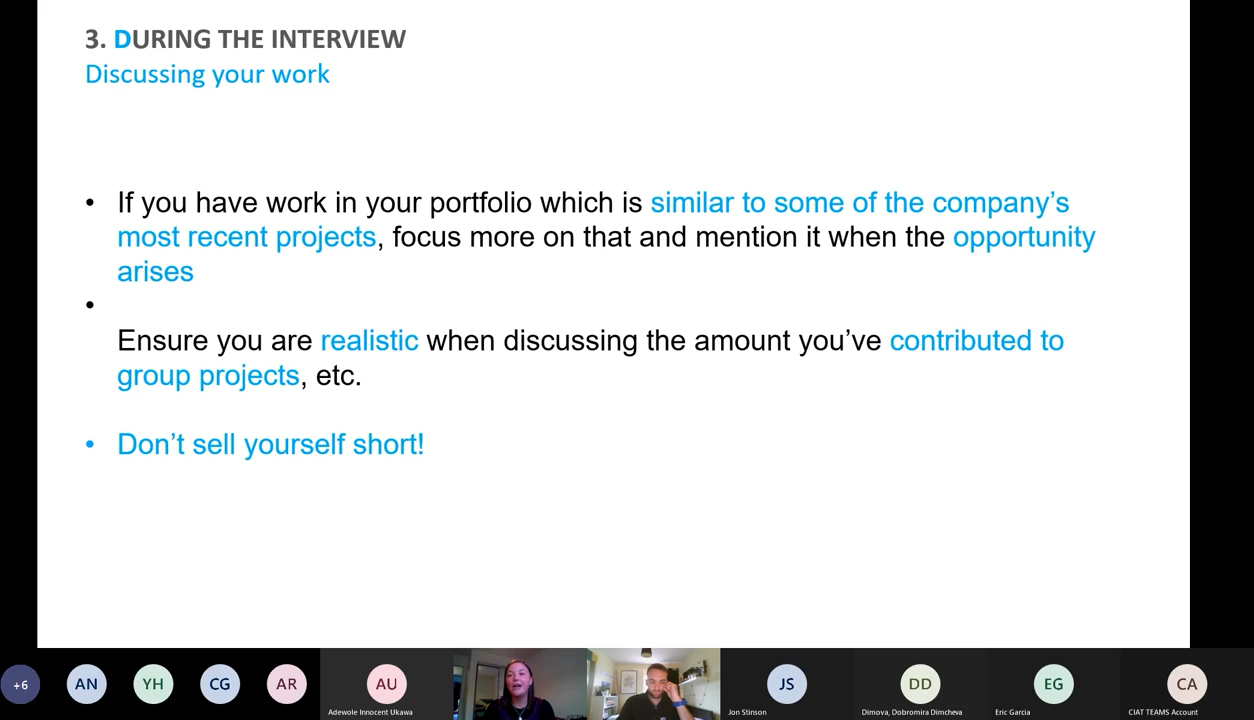 3. DURING THE INTERVIEW
Discussing your work
• If you have work in your portfolio which is similar to some of the company's
most recent projects, focus more on that and mention it when the opportunity
arises
•
Ensure you are realistic when discussing the amount you've contributed to
group projects, etc.
• Don't sell yourself short!
+6
AN
YH
CG
AR
AU
JS
DD
EG
CA
Adewole Innocent Ukawa
Jon Stinson
Dimova, Dobromira Dimcheva
Eric Garcia
CIAT TEAMS Account